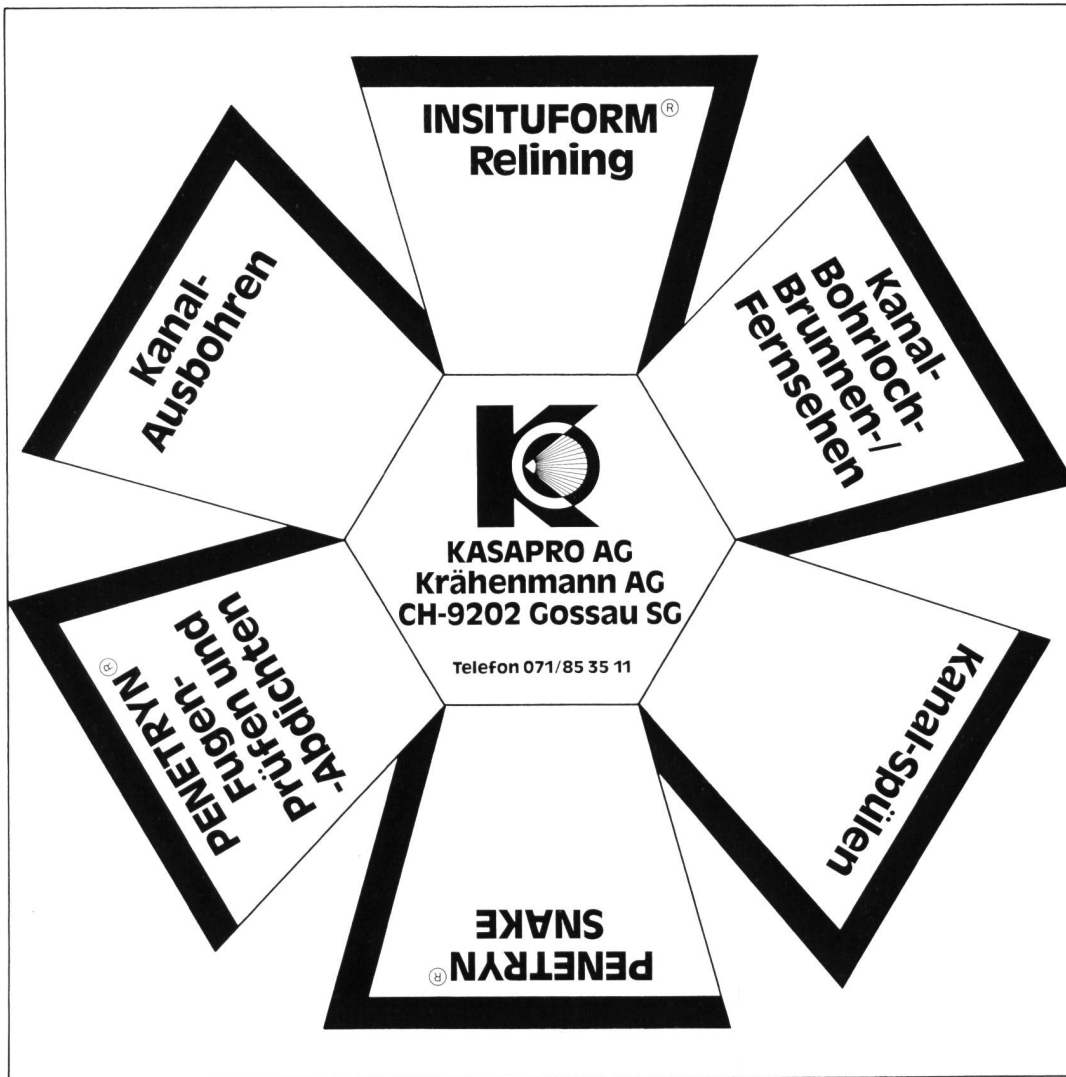 INSITUFORM®
Relining
Kanal-
Bohrloch-
Brunnen-/
Fernsehen
Kanal-Spülen
PENETRYN®
SNAKE
PENETRYN®
Fugen-
Prüfen und
-Abdichten
Kanal-
Ausbohren
KASAPRO AG
Krähenmann AG
CH-9202 Gossau SG
Telefon 071/85 35 11